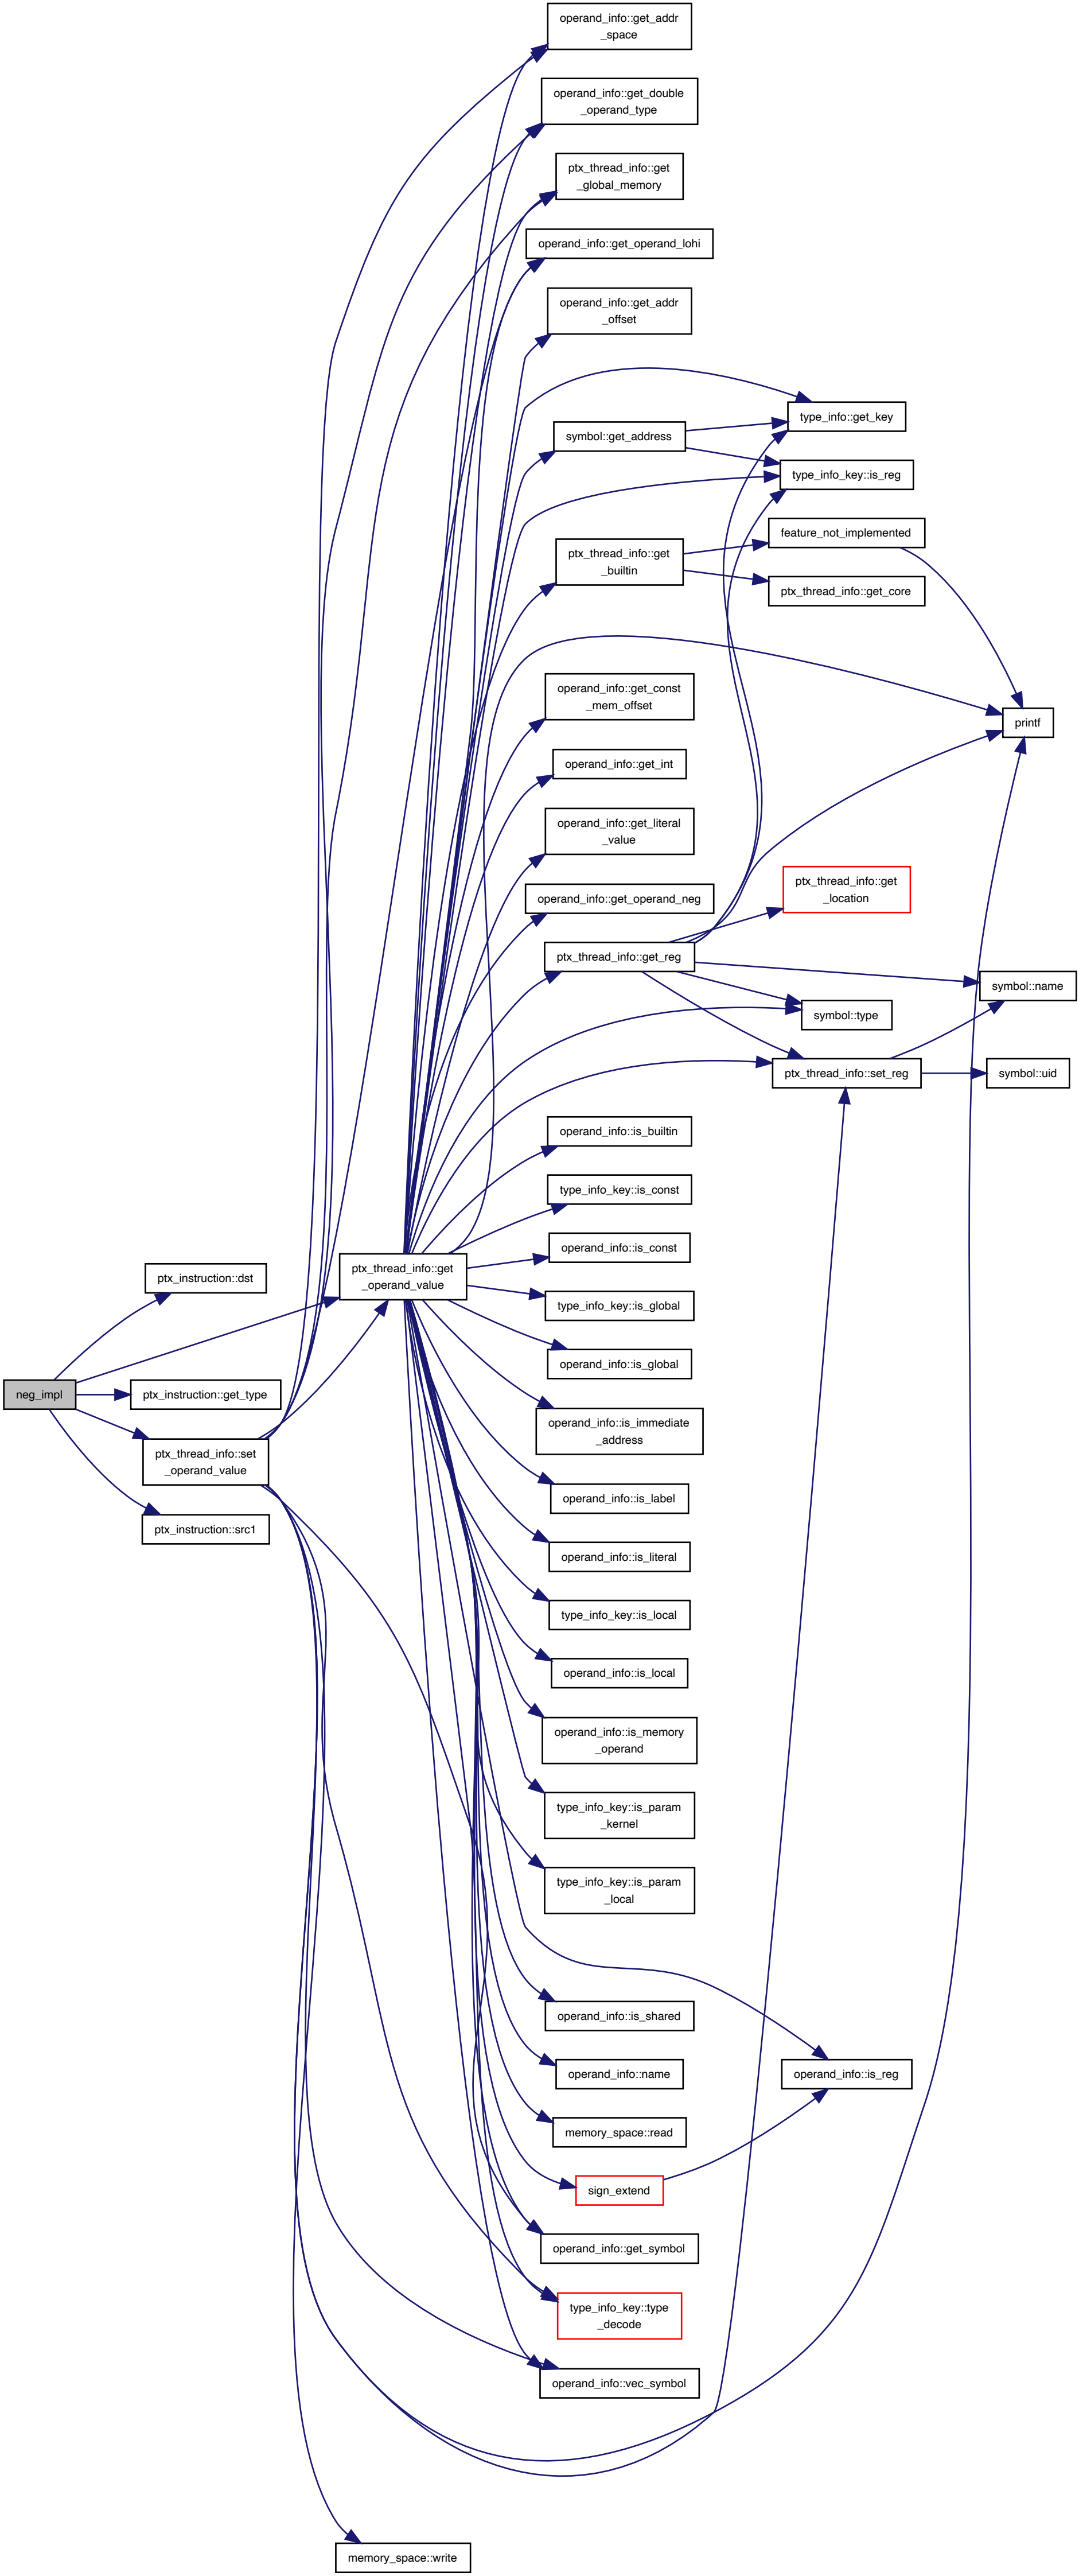 operand_info::get_addr
_space
operand_info::get_double
_operand_type
ptx_thread_info::get
_global_memory
operand_info::get_operand_lohi
operand_info::get_addr
_offset
type_info::get_key
symbol::get_address
type_info_key::is_reg
feature_not_implemented
ptx_thread_info::get
_builtin
ptx_thread_info::get_core
operand_info::get_const
_mem_offset
printf
operand_info::get_int
operand_info::get_literal
_value
ptx_thread_info::get
_location
operand_info::get_operand_neg
ptx_thread_info::get_reg
symbol::name
symbol::type
ptx_thread_info::set_reg
symbol::uid
operand_info::is_builtin
type_info_key::is_const
operand_info::is_const
ptx_thread_info::get
_operand_value
ptx_instruction::dst
type_info_key::is_global
operand_info::is_global
neg_impl
ptx_instruction::get_type
operand_info::is_immediate
_address
ptx_thread_info::set
_operand_value
operand_info::is_label
ptx_instruction::src1
operand_info::is_literal
type_info_key::is_local
operand_info::is_local
operand_info::is_memory
_operand
type_info_key::is_param
_kernel
type_info_key::is_param
_local
operand_info::is_shared
operand_info::name
operand_info::is_reg
memory_space::read
sign_extend
operand_info::get_symbol
type_info_key::type
_decode
operand_info::vec_symbol
memory_space::write